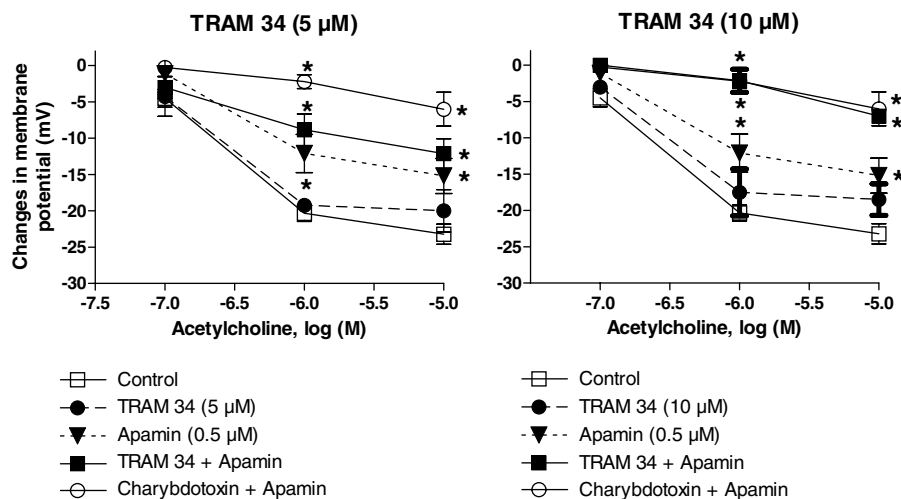 TRAM 34 (5 µM)
Changes in membrane
potential (mV)
0
-5
-10
-15
-20
-25
-30
* * * * * *
-7.5 -7.0 -6.5 -6.0 -5.5 -5.0
Acetylcholine, log (M)
Control
TRAM 34 (5 µM)
Apamin (0.5 µM)
TRAM 34 + Apamin
Charybdotoxin + Apamin
TRAM 34 (10 µM)
0
-5
-10
-15
-20
-25
-30
* * * * * *
-7.5 -7.0 -6.5 -6.0 -5.5 -5.0
Acetylcholine, log (M)
Control
TRAM 34 (10 µM)
Apamin (0.5 µM)
TRAM 34 + Apamin
Charybdotoxin + Apamin